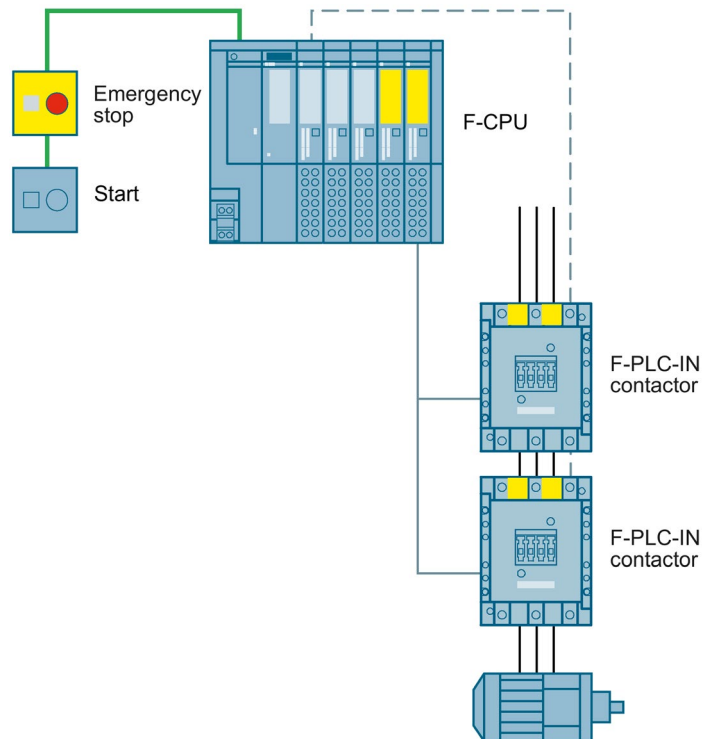 Emergency
stop
F-CPU
Start
F-PLC-IN
contactor
F-PLC-IN
contactor